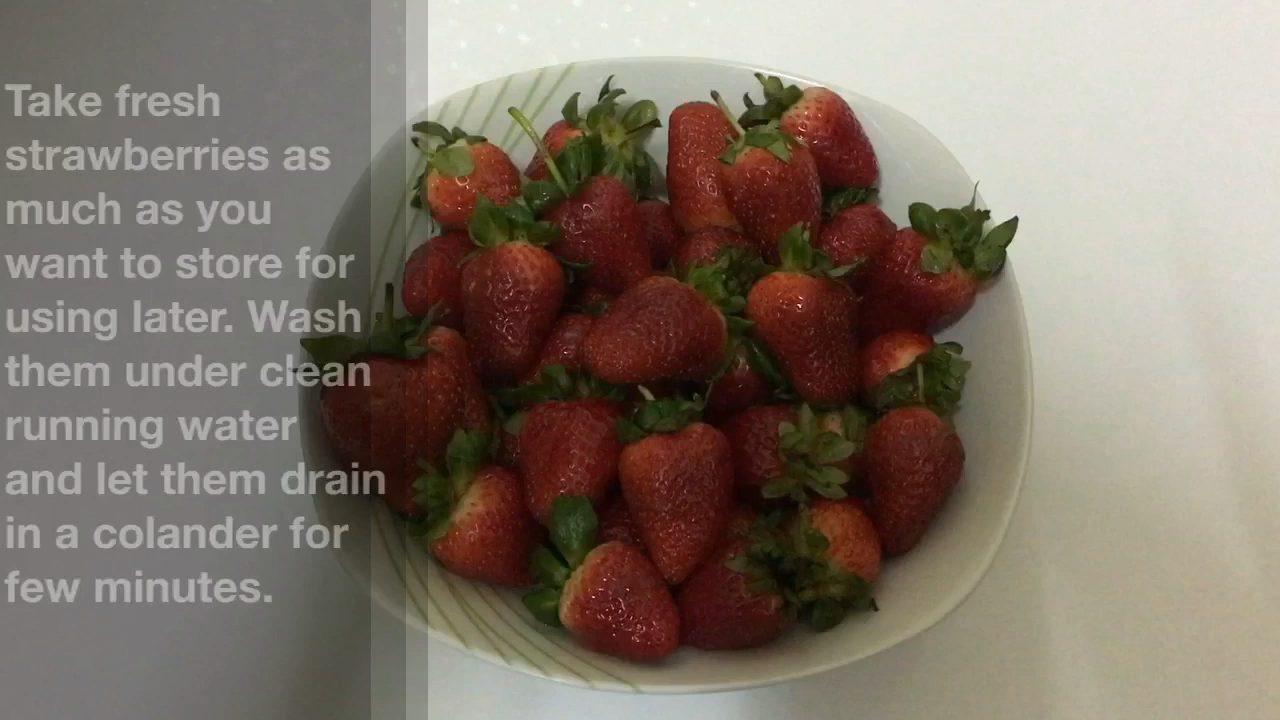 Take fresh
strawberries as
much as you
want to store for
using later. Wash
them under clean
running water
and let them drain
in a colander for
few minutes.